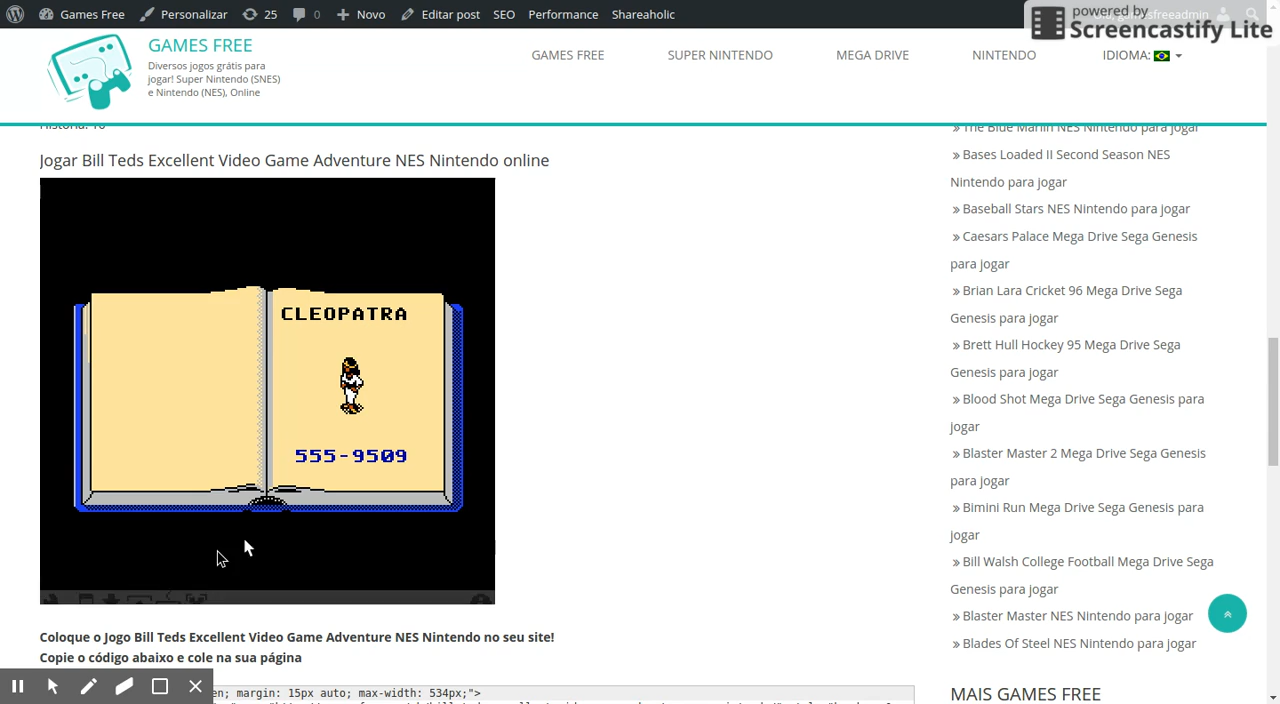 Games Free
Personalizar
25
0
Novo
Editar post
SEO
Performance
Shareaholic
powered by
Screencastify Lite
GAMES FREE
Diversos jogos grátis para
jogar! Super Nintendo (SNES)
e Nintendo (NES), Online
GAMES FREE
SUPER NINTENDO
MEGA DRIVE
NINTENDO
IDIOMA:
Jogar Bill Teds Excellent Video Game Adventure NES Nintendo online
CLEOPATRA
555-9509
Coloque o Jogo Bill Teds Excellent Video Game Adventure NES Nintendo no seu site!
Copie o código abaixo e cole na sua página
en; margin: 15px auto; max-width: 534px;">
» The Blue Marlin NES Nintendo para jogar
» Bases Loaded II Second Season NES
Nintendo para jogar
» Baseball Stars NES Nintendo para jogar
» Caesars Palace Mega Drive Sega Genesis
para jogar
» Brian Lara Cricket 96 Mega Drive Sega
Genesis para jogar
» Brett Hull Hockey 95 Mega Drive Sega
Genesis para jogar
» Blood Shot Mega Drive Sega Genesis para
jogar
» Blaster Master 2 Mega Drive Sega Genesis
para jogar
» Bimini Run Mega Drive Sega Genesis para
jogar
» Bill Walsh College Football Mega Drive Sega
Genesis para jogar
» Blaster Master NES Nintendo para jogar
» Blades Of Steel NES Nintendo para jogar
MAIS GAMES FREE